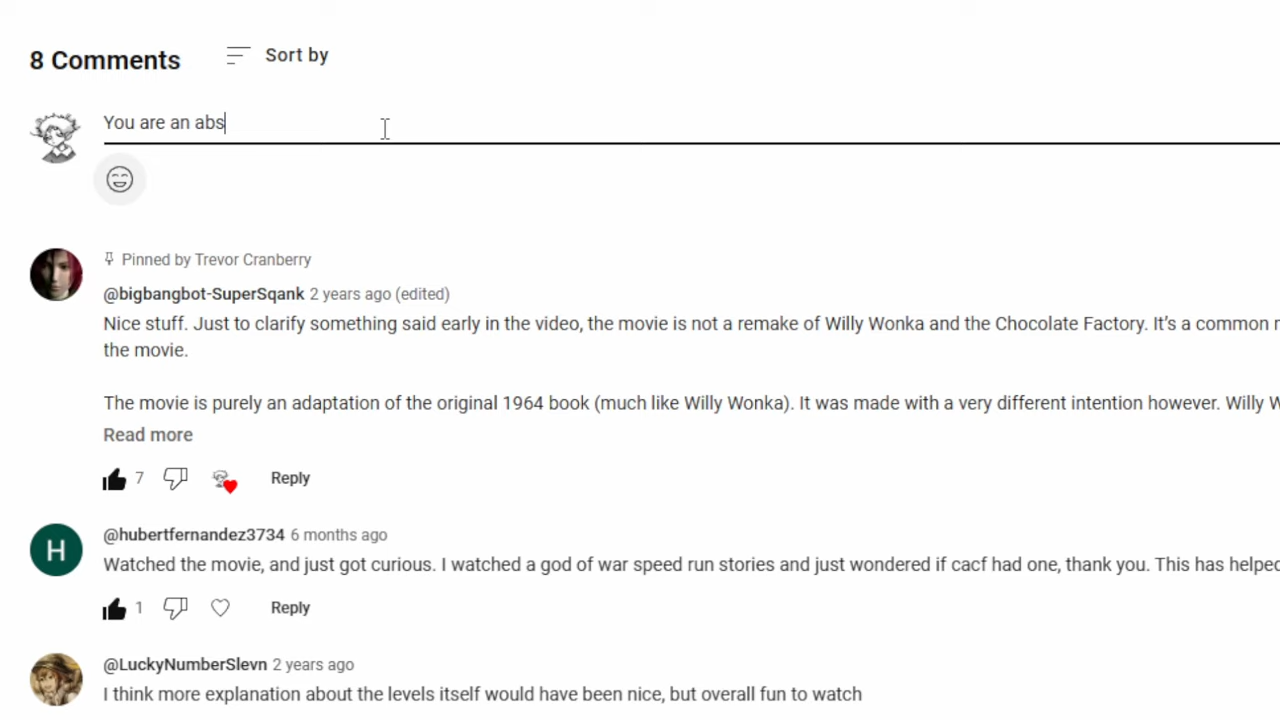 8 Comments
Sort by
You are an abs
Pinned by Trevor Cranberry
@bigbangbot-SuperSqank 2 years ago (edited)
Nice stuff. Just to clarify something said early in the video, the movie is not a remake of Willy Wonka and the Chocolate Factory. It’s a common
the movie.
The movie is purely an adaptation of the original 1964 book (much like Willy Wonka). It was made with a very different intention however. Willy
Read more
7
Reply
H
@hubertfernandez3734 6 months ago
Watched the movie, and just got curious. I watched a god of war speed run stories and just wondered if cacf had one, thank you. This has helped
1
Reply
@LuckyNumberSlevn 2 years ago
I think more explanation about the levels itself would have been nice, but overall fun to watch